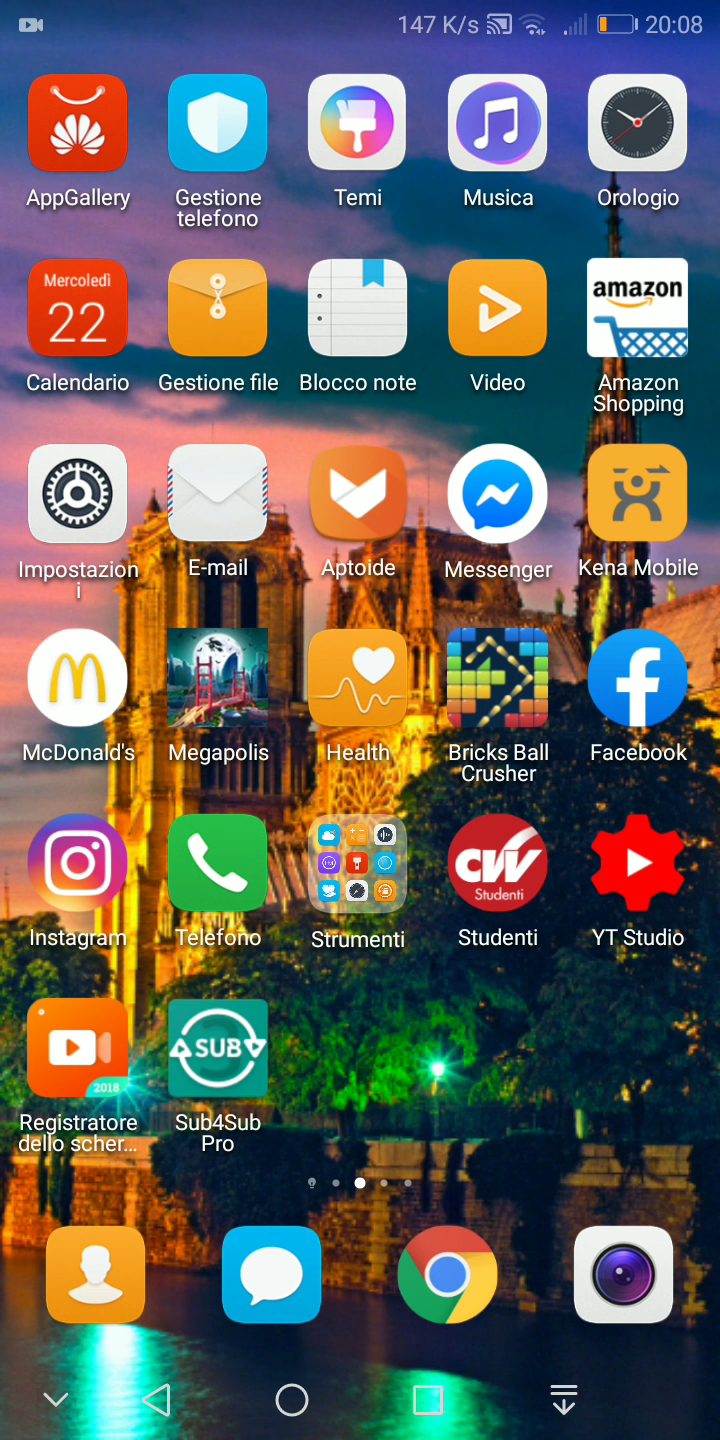 147 K/s 20:08
AppGallery
Gestione
telefono
Temi
Musica
Orologio
Mercoledì
22
amazon
Calendario
Gestione file
Blocco note
Video
Amazon
Shopping
Impostazion
i
E-mail
Aptoide
Messenger
Kena Mobile
McDonald's
Megapolis
Health
Bricks Ball
Crusher
Facebook
CVV
Studenti
Instagram
Telefono
Strumenti
Studenti
YT Studio
2018
SUB
Registratore
dello scher...
Sub4Sub
Pro